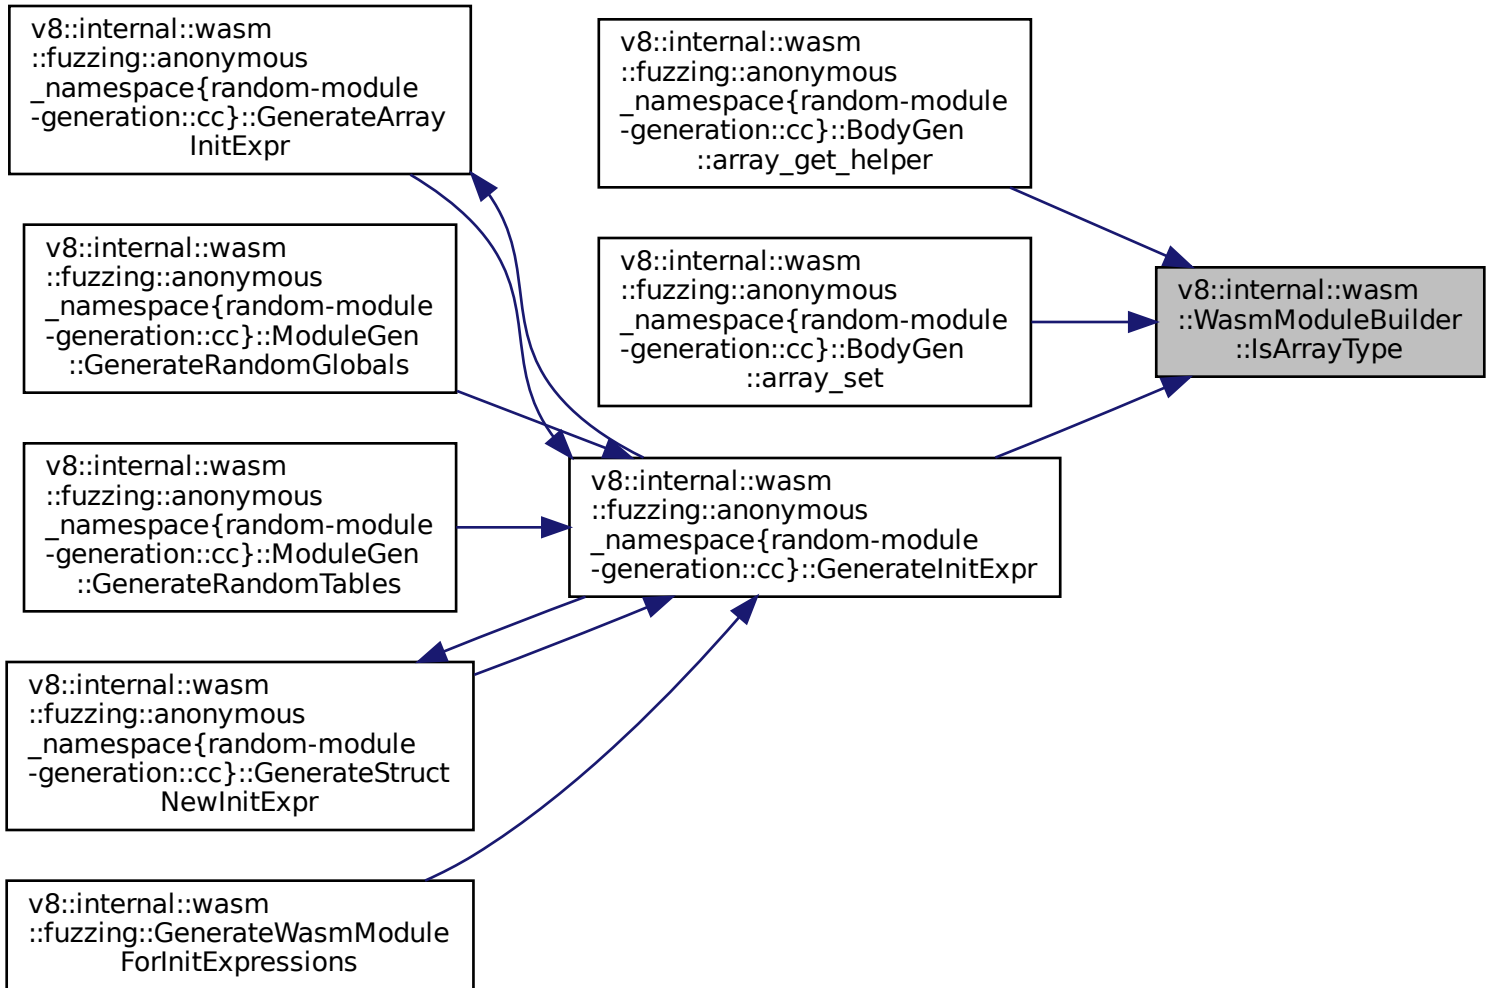 v8::internal::wasm
::fuzzing::anonymous
_namespace{random-module
-generation::cc}::GenerateArray
InitExpr
v8::internal::wasm
::fuzzing::anonymous
_namespace{random-module
-generation::cc}::ModuleGen
::GenerateRandomGlobals
v8::internal::wasm
::fuzzing::anonymous
_namespace{random-module
-generation::cc}::ModuleGen
::GenerateRandomTables
v8::internal::wasm
::fuzzing::anonymous
_namespace{random-module
-generation::cc}::GenerateStruct
NewInitExpr
v8::internal::wasm
::fuzzing::GenerateWasmModule
ForInitExpressions
v8::internal::wasm
::fuzzing::anonymous
_namespace{random-module
-generation::cc}::BodyGen
::array_get_helper
v8::internal::wasm
::fuzzing::anonymous
_namespace{random-module
-generation::cc}::BodyGen
::array_set
v8::internal::wasm
::fuzzing::anonymous
_namespace{random-module
-generation::cc}::GenerateInitExpr
v8::internal::wasm
::WasmModuleBuilder
::IsArrayType